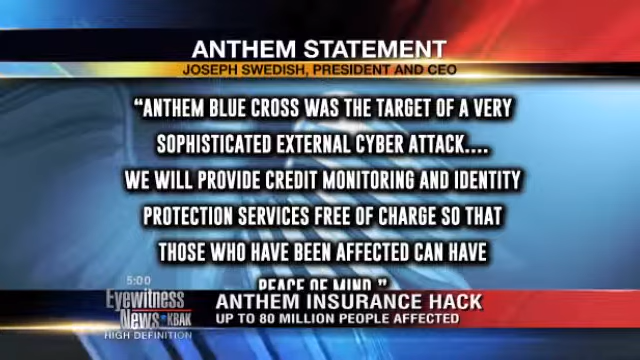 ANTHEM STATEMENT
JOSEPH SWEDISH, PRESIDENT AND CEO
“ANTHEM BLUE CROSS WAS THE TARGET OF A VERY
SOPHISTICATED EXTERNAL CYBER ATTACK....
WE WILL PROVIDE CREDIT MONITORING AND IDENTITY
PROTECTION SERVICES FREE OF CHARGE SO THAT
THOSE WHO HAVE BEEN AFFECTED CAN HAVE
PEACE OF MIND.”
5:00
Eyewitness
News KBAK
HIGH DEFINITION
ANTHEM INSURANCE HACK
UP TO 80 MILLION PEOPLE AFFECTED